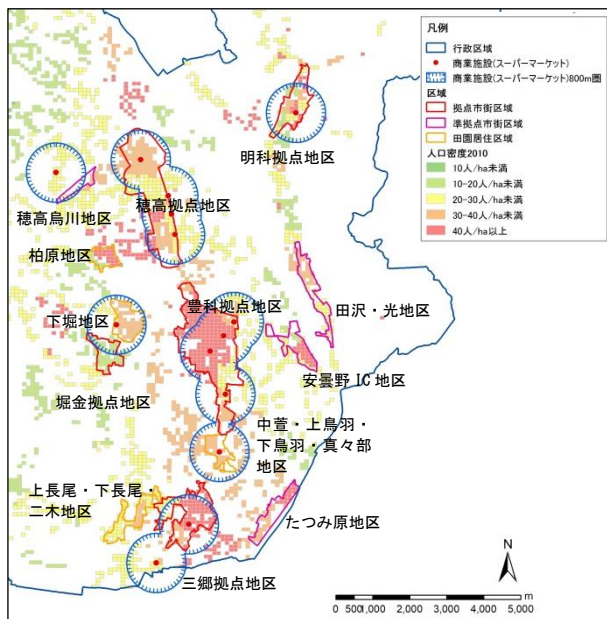 凡例
行政区域
商業施設(スーパーマーケット)
商業施設(スーパーマーケット)800m圏
区域
拠点市街区域
準拠点市街区域
田園居住区域
人口密度2010
10人/ha未満
10-20人/ha未満
20-30人/ha未満
30-40人/ha未満
40人/ha以上
明科拠点地区
穂高烏川地区
穂高拠点地区
柏原地区
豊科拠点地区
田沢・光地区
下堀地区
安曇野 IC 地区
堀金拠点地区
中萱・上鳥羽・
下鳥羽・真々部
地区
上長尾・下長尾・
二木地区
たつみ原地区
三郷拠点地区
N
0 500 1,000 2,000 3,000 4,000 5,000 m